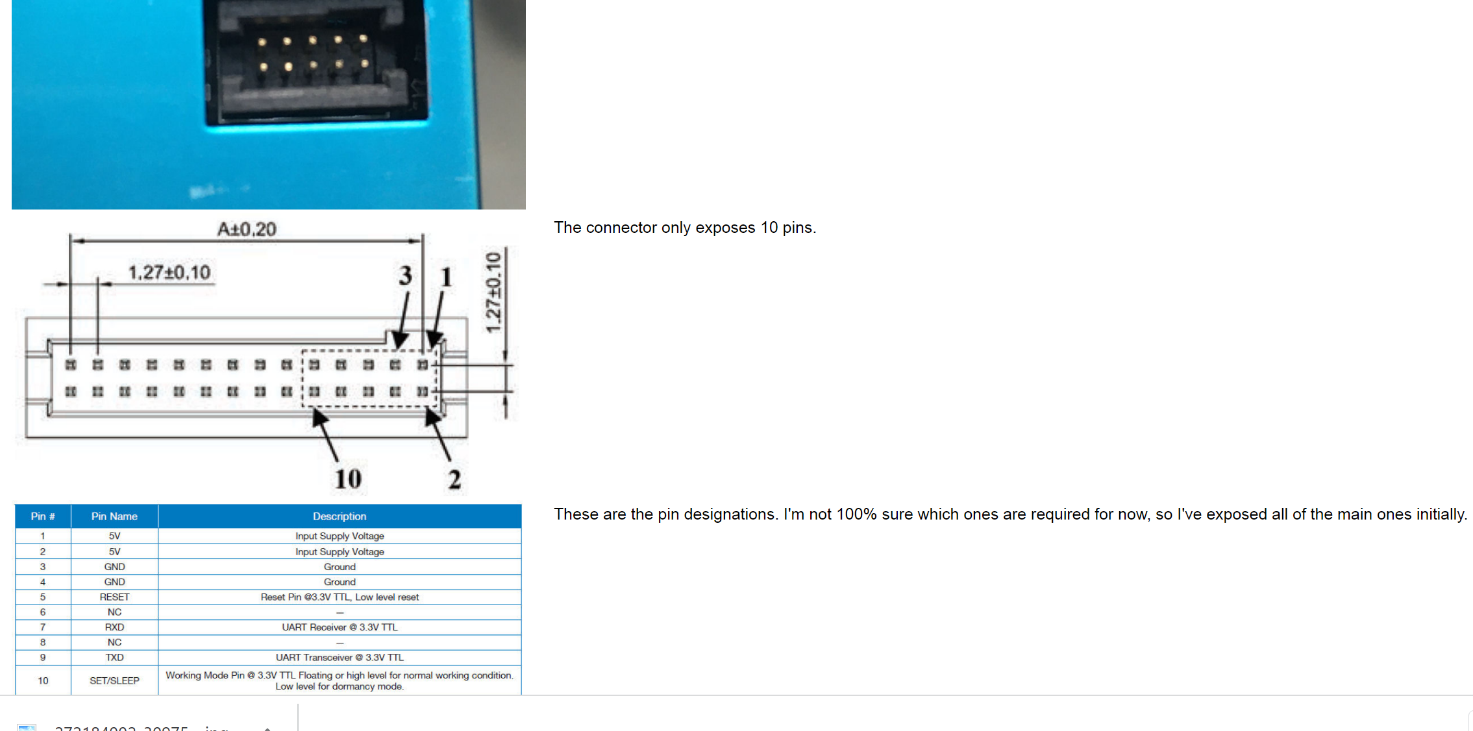 The connector only exposes 10 pins.
A±0,20
1,27±0,10
3
1
1.27±0.10
10
2
These are the pin designations. I'm not 100% sure which ones are required for now, so I've exposed all of the main ones initially.
Pin # Pin Name Description
1 5V Input Supply Voltage
2 5V Input Supply Voltage
3 GND Ground
4 GND Ground
5 RESET Reset Pin @3.3V TTL, Low level reset
6 NC —
7 RXD UART Receiver @ 3.3V TTL
8 NC —
9 TXD UART Transceiver @ 3.3V TTL
10 SET/SLEEP Working Mode Pin @ 3.3V TTL Floating or high level for normal working condition.
Low level for dormancy mode.